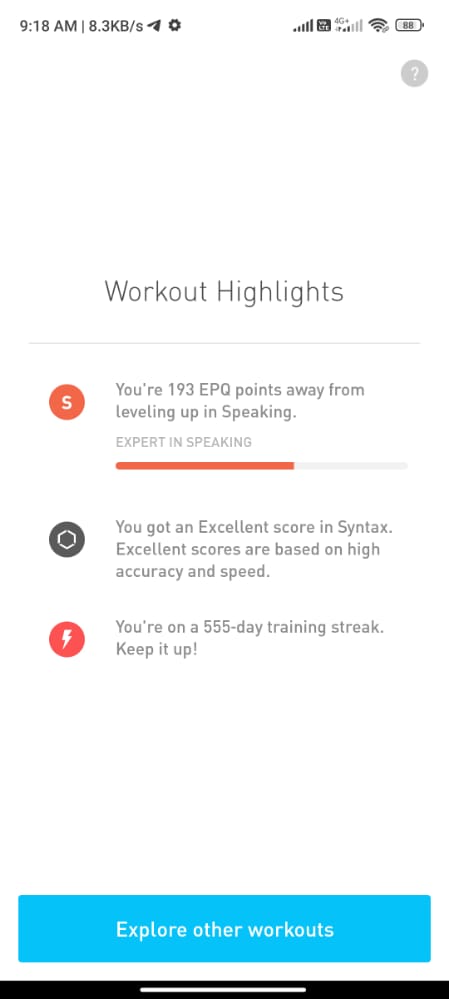 9:18 AM | 8.3KB/s
4G+
88
?
Workout Highlights
S
You're 193 EPQ points away from
leveling up in Speaking.
EXPERT IN SPEAKING
You got an Excellent score in Syntax.
Excellent scores are based on high
accuracy and speed.
You're on a 555-day training streak.
Keep it up!
Explore other workouts